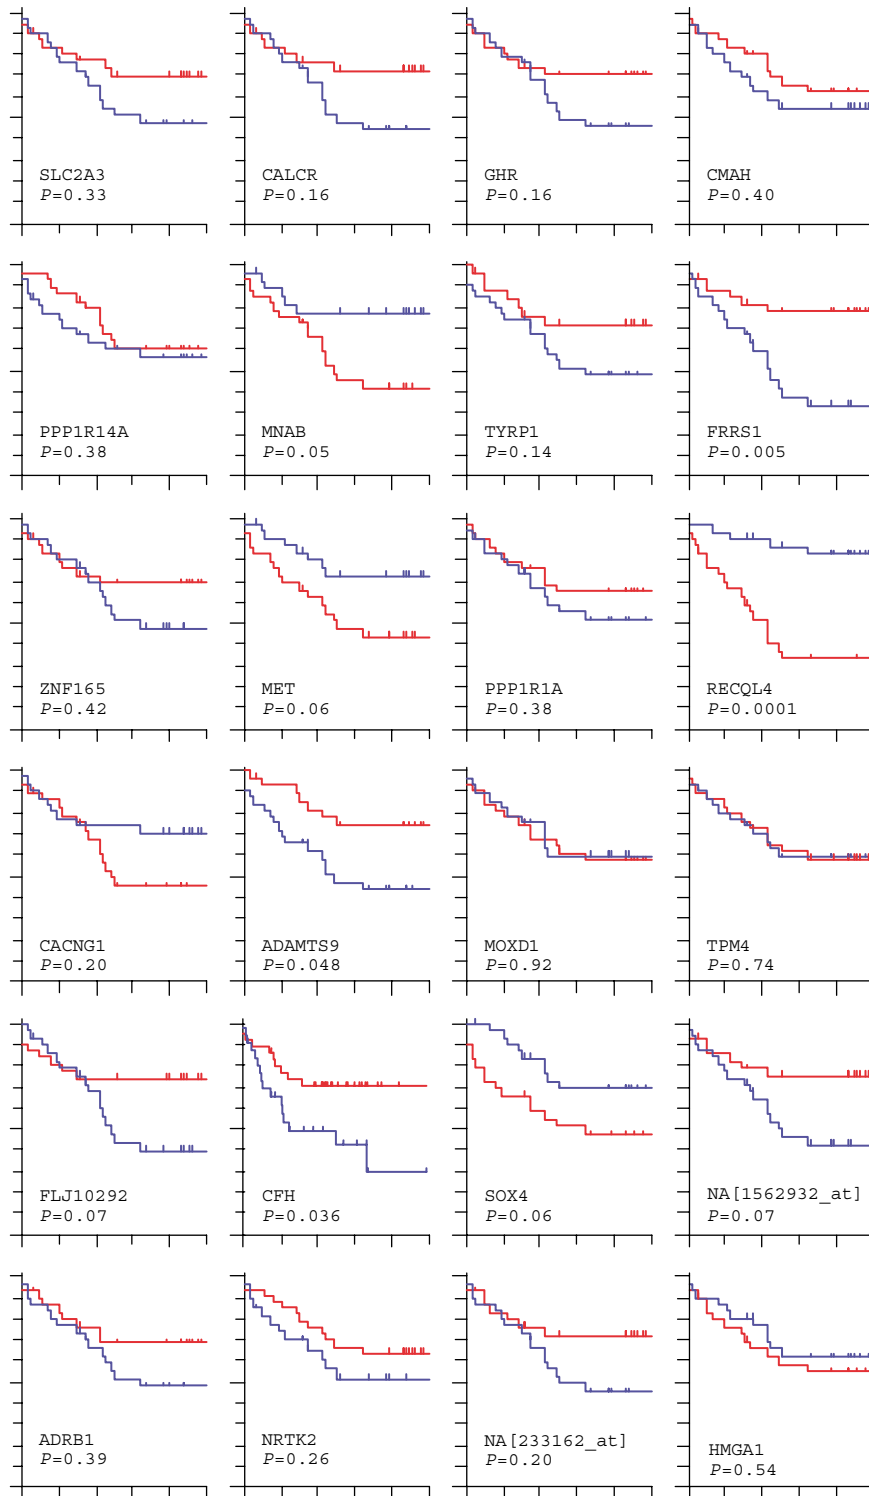 SLC2A3
P=0.33
CALCR
P=0.16
GHR
P=0.16
CMAH
P=0.40
PPP1R14A
P=0.38
MNAB
P=0.05
TYRP1
P=0.14
FRRS1
P=0.005
ZNF165
P=0.42
MET
P=0.06
PPP1R1A
P=0.38
RECQL4
P=0.0001
CACNG1
P=0.20
ADAMTS9
P=0.048
MOXD1
P=0.92
TPM4
P=0.74
FLJ10292
P=0.07
CFH
P=0.036
SOX4
P=0.06
NA[1562932_at]
P=0.07
ADRB1
P=0.39
NRTK2
P=0.26
NA[233162_at]
P=0.20
HMGA1
P=0.54